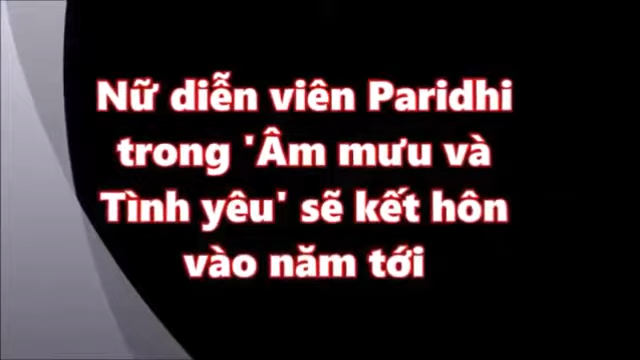 Nữ diễn viên Paridhi
trong 'Âm mưu và
Tình yêu' sẽ kết hôn
vào năm tới